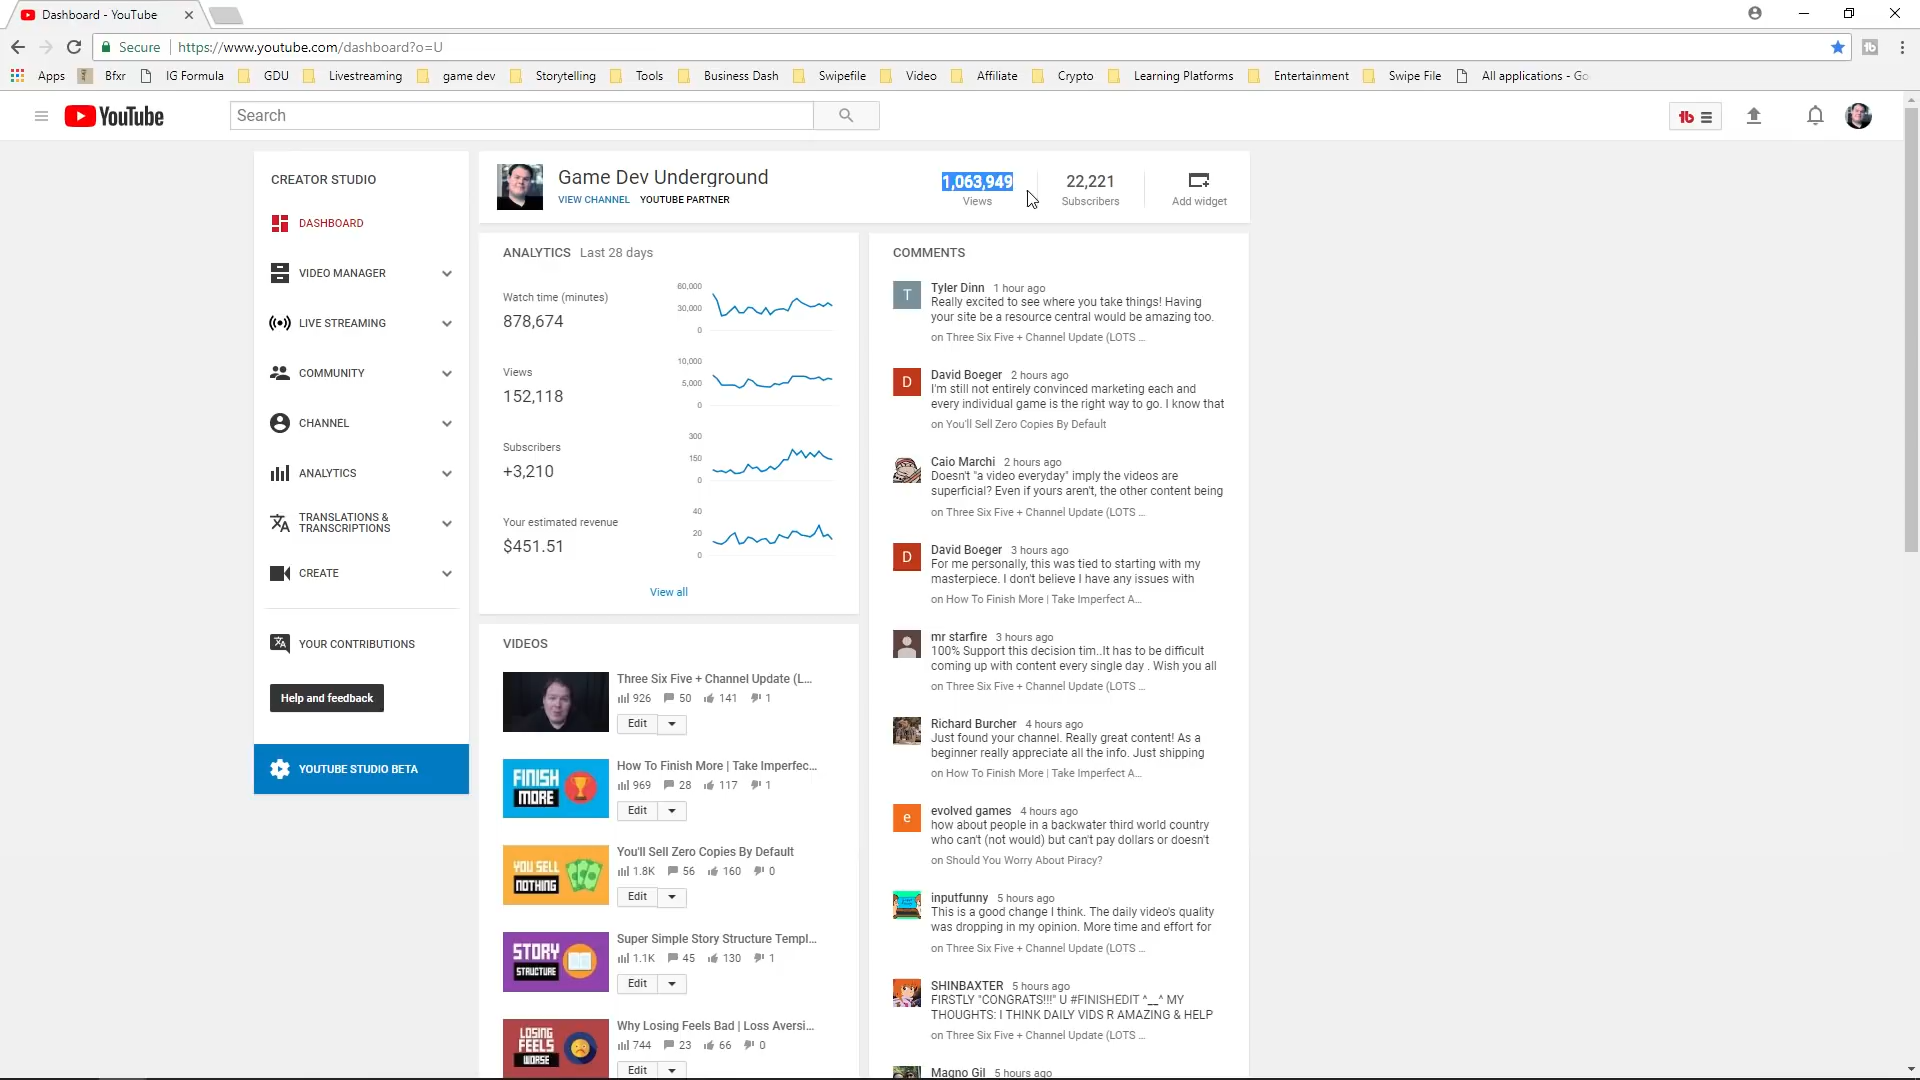 Dashboard - YouTube
Secure https://www.youtube.com/dashboard?o=U
Apps Bfxr IG Formula GDU Livestreaming game dev Storytelling Tools Business Dash Swipefile Video Affiliate Crypto Learning Platforms Entertainment Swipe File All applications - Go
YouTube
Search
CREATOR STUDIO
DASHBOARD
VIDEO MANAGER
LIVE STREAMING
COMMUNITY
CHANNEL
ANALYTICS
TRANSLATIONS &
TRANSCRIPTIONS
CREATE
YOUR CONTRIBUTIONS
Help and feedback
YOUTUBE STUDIO BETA
Game Dev Underground
VIEW CHANNEL YOUTUBE PARTNER
1,063,949
Views
22,221
Subscribers
Add widget
ANALYTICS Last 28 days
Watch time (minutes)
878,674
60,000
30,000
0
Views
152,118
10,000
5,000
0
Subscribers
+3,210
300
150
0
Your estimated revenue
$451.51
40
20
0
View all
VIDEOS
Three Six Five + Channel Update (L...
926 50 141 1
Edit
FINISH
MORE
How To Finish More | Take Imperfec...
969 28 117 1
Edit
YOU SELL
NOTHING
You'll Sell Zero Copies By Default
1.8K 56 160 0
Edit
STORY
STRUCTURE
Super Simple Story Structure Templ...
1.1K 45 130 1
Edit
LOSING
FEELS
WORSE
Why Losing Feels Bad | Loss Aversi...
744 23 66 0
Edit
COMMENTS
T
Tyler Dinn 1 hour ago
Really excited to see where you take things! Having
your site be a resource central would be amazing too.
on Three Six Five + Channel Update (LOTS ...
D
David Boeger 2 hours ago
I'm still not entirely convinced marketing each and
every individual game is the right way to go. I know that
on You'll Sell Zero Copies By Default
Caio Marchi 2 hours ago
Doesn't "a video everyday" imply the videos are
superficial? Even if yours aren't, the other content being
on Three Six Five + Channel Update (LOTS ...
D
David Boeger 3 hours ago
For me personally, this was tied to starting with my
masterpiece. I don't believe I have any issues with
on How To Finish More | Take Imperfect A...
mr starfire 3 hours ago
100% Support this decision tim..It has to be difficult
coming up with content every single day . Wish you all
on Three Six Five + Channel Update (LOTS ...
Richard Burcher 4 hours ago
Just found your channel. Really great content! As a
beginner really appreciate all the info. Just shipping
on How To Finish More | Take Imperfect A...
e
evolved games 4 hours ago
how about people in a backwater third world country
who can't (not would) but can't pay dollars or doesn't
on Should You Worry About Piracy?
inputfunny 5 hours ago
This is a good change I think. The daily video's quality
was dropping in my opinion. More time and effort for
on Three Six Five + Channel Update (LOTS ...
SHINBAXTER 5 hours ago
FIRSTLY "CONGRATS!!!" U #FINISHEDIT ^__^ MY
THOUGHTS: I THINK DAILY VIDS R AMAZING & HELP
on Three Six Five + Channel Update (LOTS ...
Magno Gil 5 hours ago